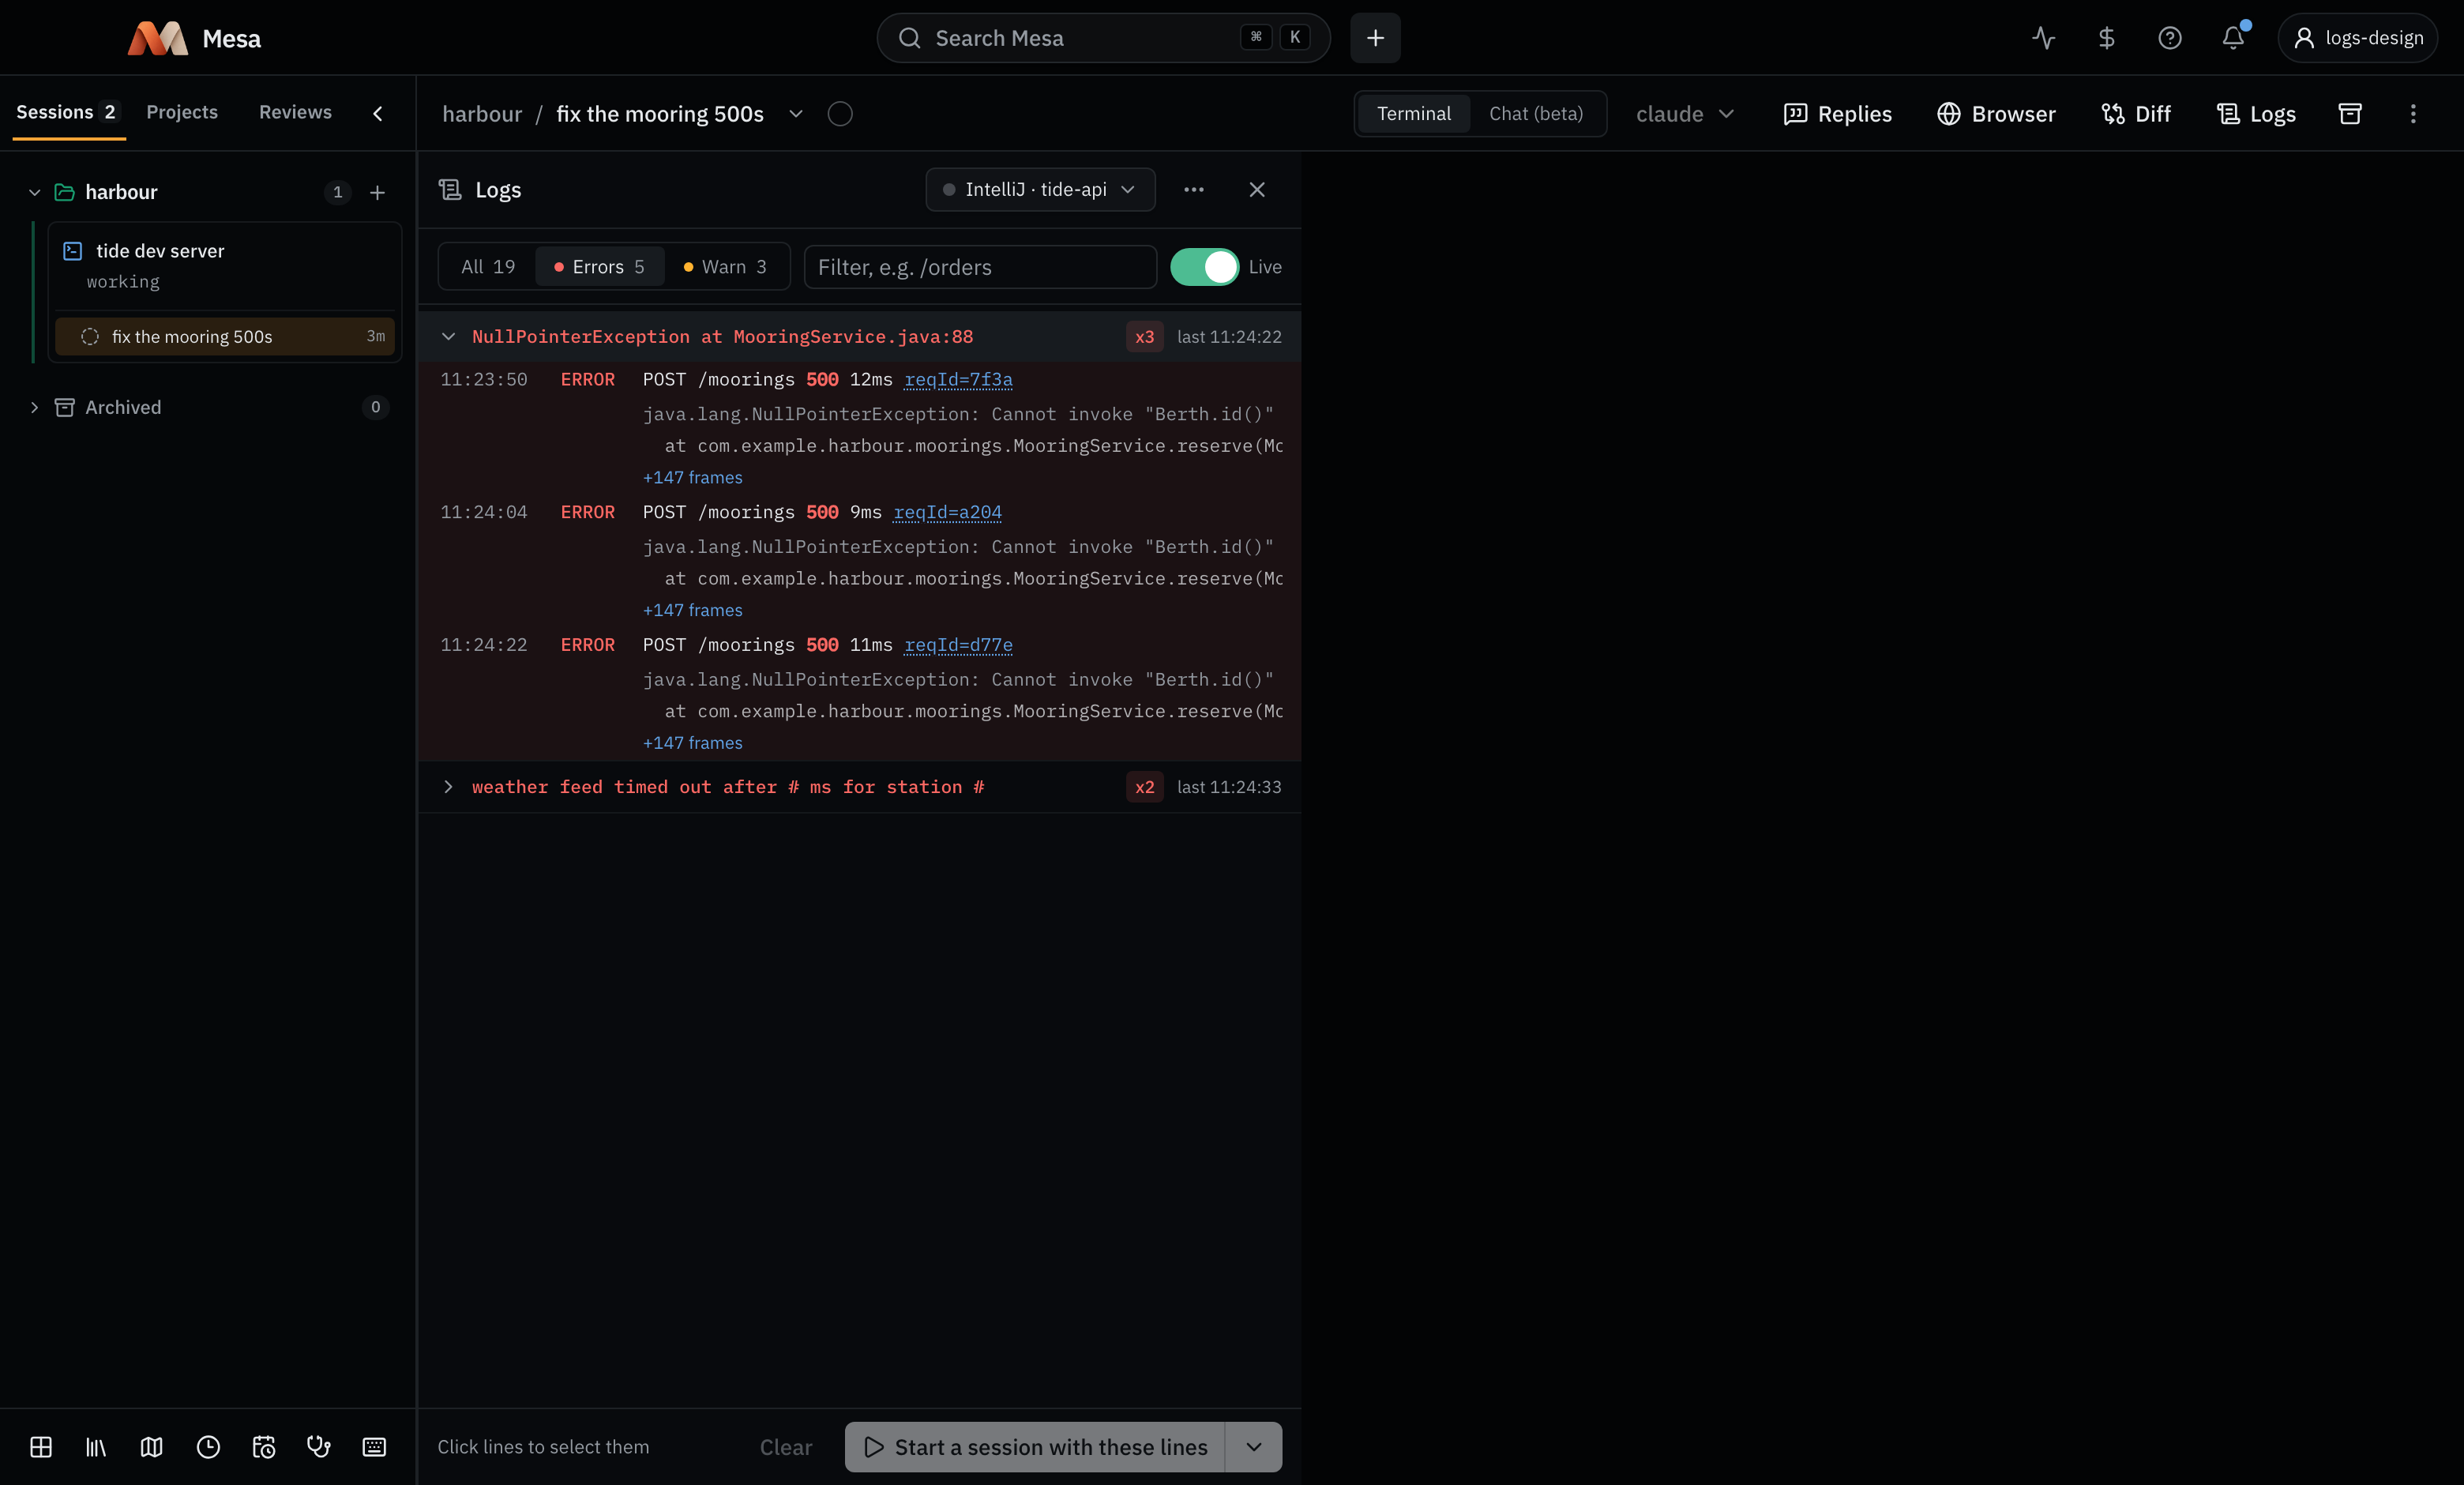 Mesa
Search Mesa ⌘ K
logs-design
Sessions 2 Projects Reviews
harbour / fix the mooring 500s
Terminal Chat (beta) claude Replies Browser Diff Logs
harbour 1
tide dev server
working
fix the mooring 500s 3m
Archived 0
Logs IntelliJ · tide-api
All 19 Errors 5 Warn 3 Filter, e.g. /orders Live
NullPointerException at MooringService.java:88 x3 last 11:24:22
11:23:50 ERROR POST /moorings 500 12ms reqId=7f3a
java.lang.NullPointerException: Cannot invoke "Berth.id()"
at com.example.harbour.moorings.MooringService.reserve(Mo
+147 frames
11:24:04 ERROR POST /moorings 500 9ms reqId=a204
java.lang.NullPointerException: Cannot invoke "Berth.id()"
at com.example.harbour.moorings.MooringService.reserve(Mo
+147 frames
11:24:22 ERROR POST /moorings 500 11ms reqId=d77e
java.lang.NullPointerException: Cannot invoke "Berth.id()"
at com.example.harbour.moorings.MooringService.reserve(Mo
+147 frames
weather feed timed out after # ms for station # x2 last 11:24:33
Click lines to select them Clear Start a session with these lines